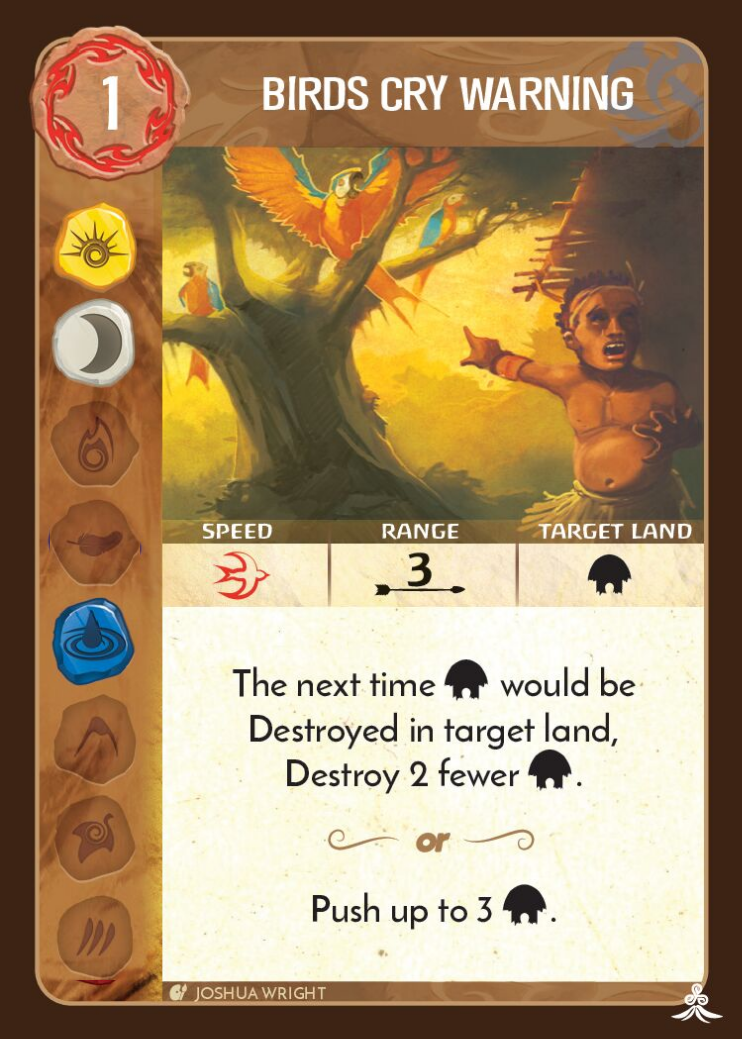 1
BIRDS CRY WARNING
SPEED RANGE TARGET LAND
3
The next time would be
Destroyed in target land,
Destroy 2 fewer .
or
Push up to 3 .
JOSHUA WRIGHT